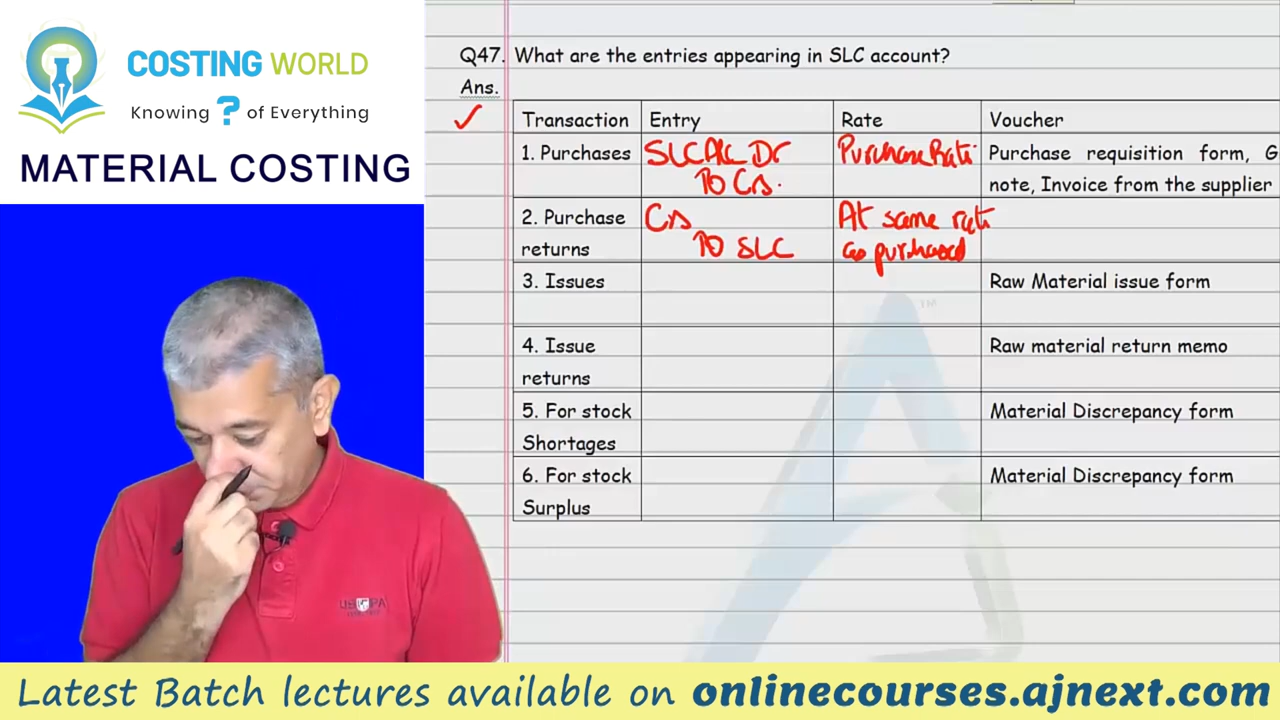 COSTING WORLD
Knowing ? of Everything
MATERIAL COSTING
Q47. What are the entries appearing in SLC account?
Ans.
Transaction Entry Rate Voucher
1. Purchases SLC A/c Dr Purchase Rate Purchase requisition form, G
To Crs. note, Invoice from the supplier
2. Purchase Crs At same rate
returns To SLC as purchased
3. Issues Raw Material issue form
4. Issue Raw material return memo
returns
5. For stock Material Discrepancy form
Shortages
6. For stock Material Discrepancy form
Surplus
TM
Latest Batch lectures available on onlinecourses.ajnext.com